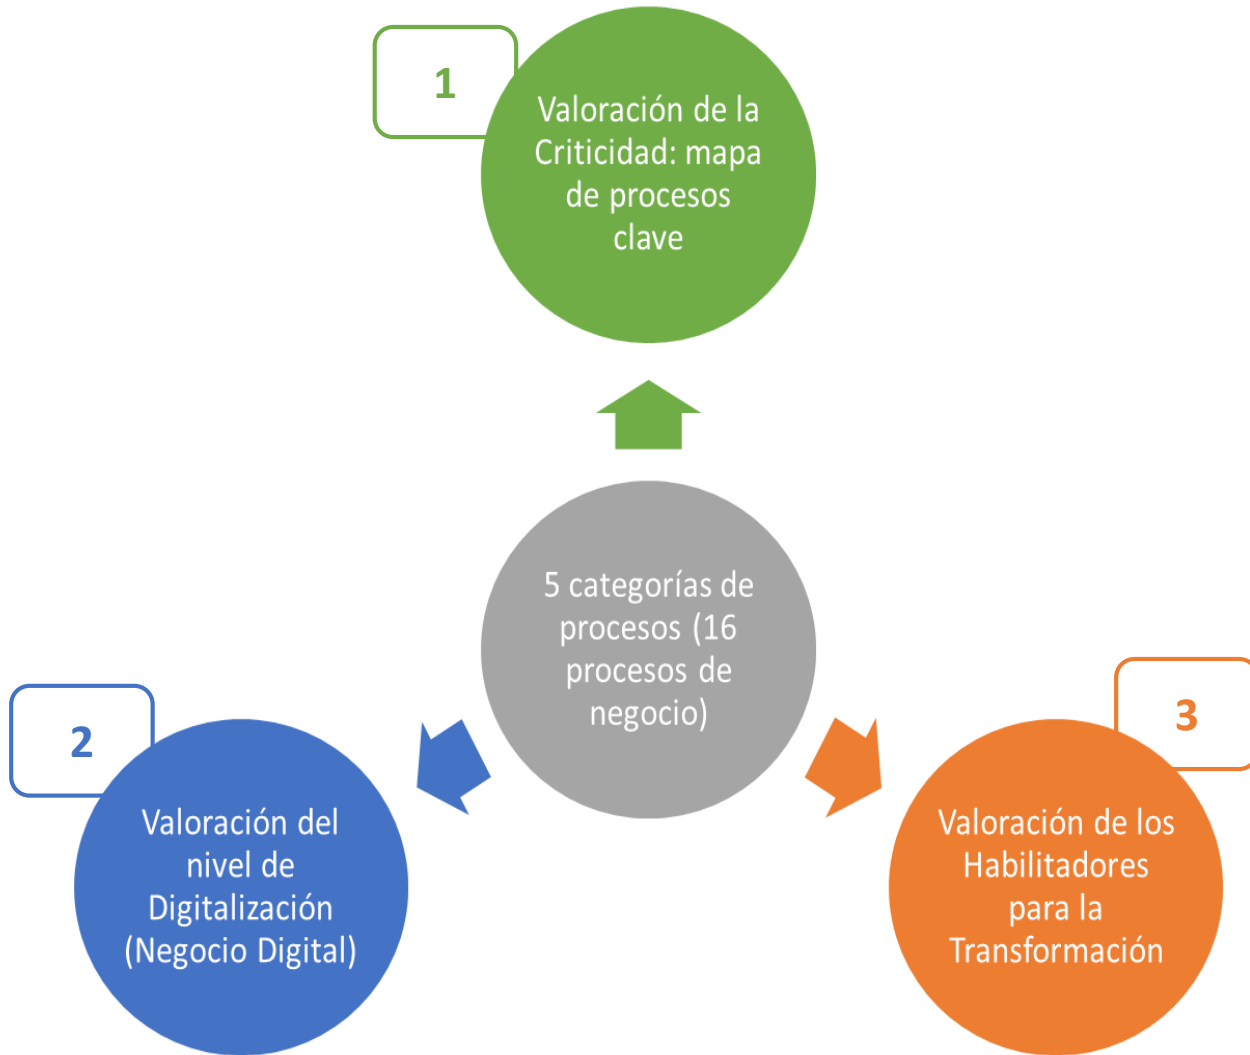 1
Valoración de la
Criticidad: mapa
de procesos
clave
5 categorías de
procesos (16
procesos de
negocio)
2
Valoración del
nivel de
Digitalización
(Negocio Digital)
3
Valoración de los
Habilitadores
para la
Transformación